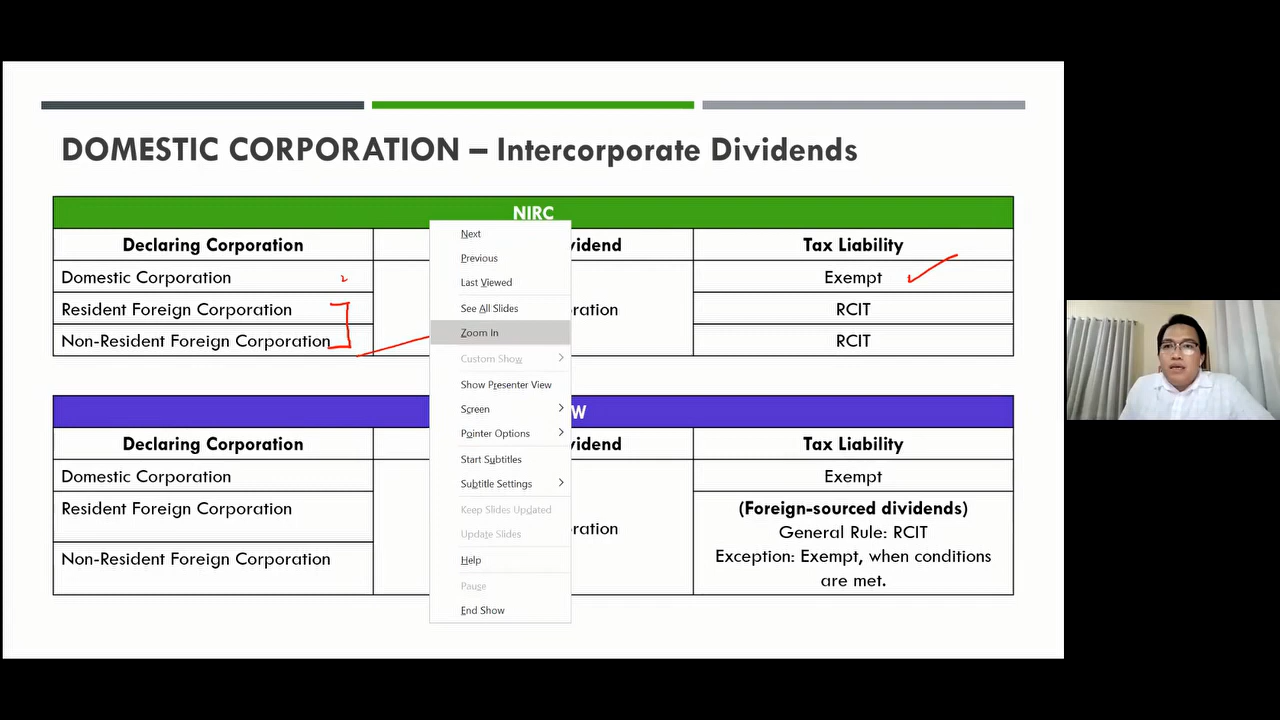 DOMESTIC CORPORATION – Intercorporate Dividends
NIRC
Declaring Corporation
vidend
Tax Liability
Domestic Corporation
Exempt
Resident Foreign Corporation
ration
RCIT
Non-Resident Foreign Corporation
RCIT
W
Declaring Corporation
vidend
Tax Liability
Domestic Corporation
Exempt
Resident Foreign Corporation
ration
(Foreign-sourced dividends)
General Rule: RCIT
Exception: Exempt, when conditions
are met.
Non-Resident Foreign Corporation
Next
Previous
Last Viewed
See All Slides
Zoom In
Custom Show
Show Presenter View
Screen
Pointer Options
Start Subtitles
Subtitle Settings
Keep Slides Updated
Update Slides
Help
Pause
End Show